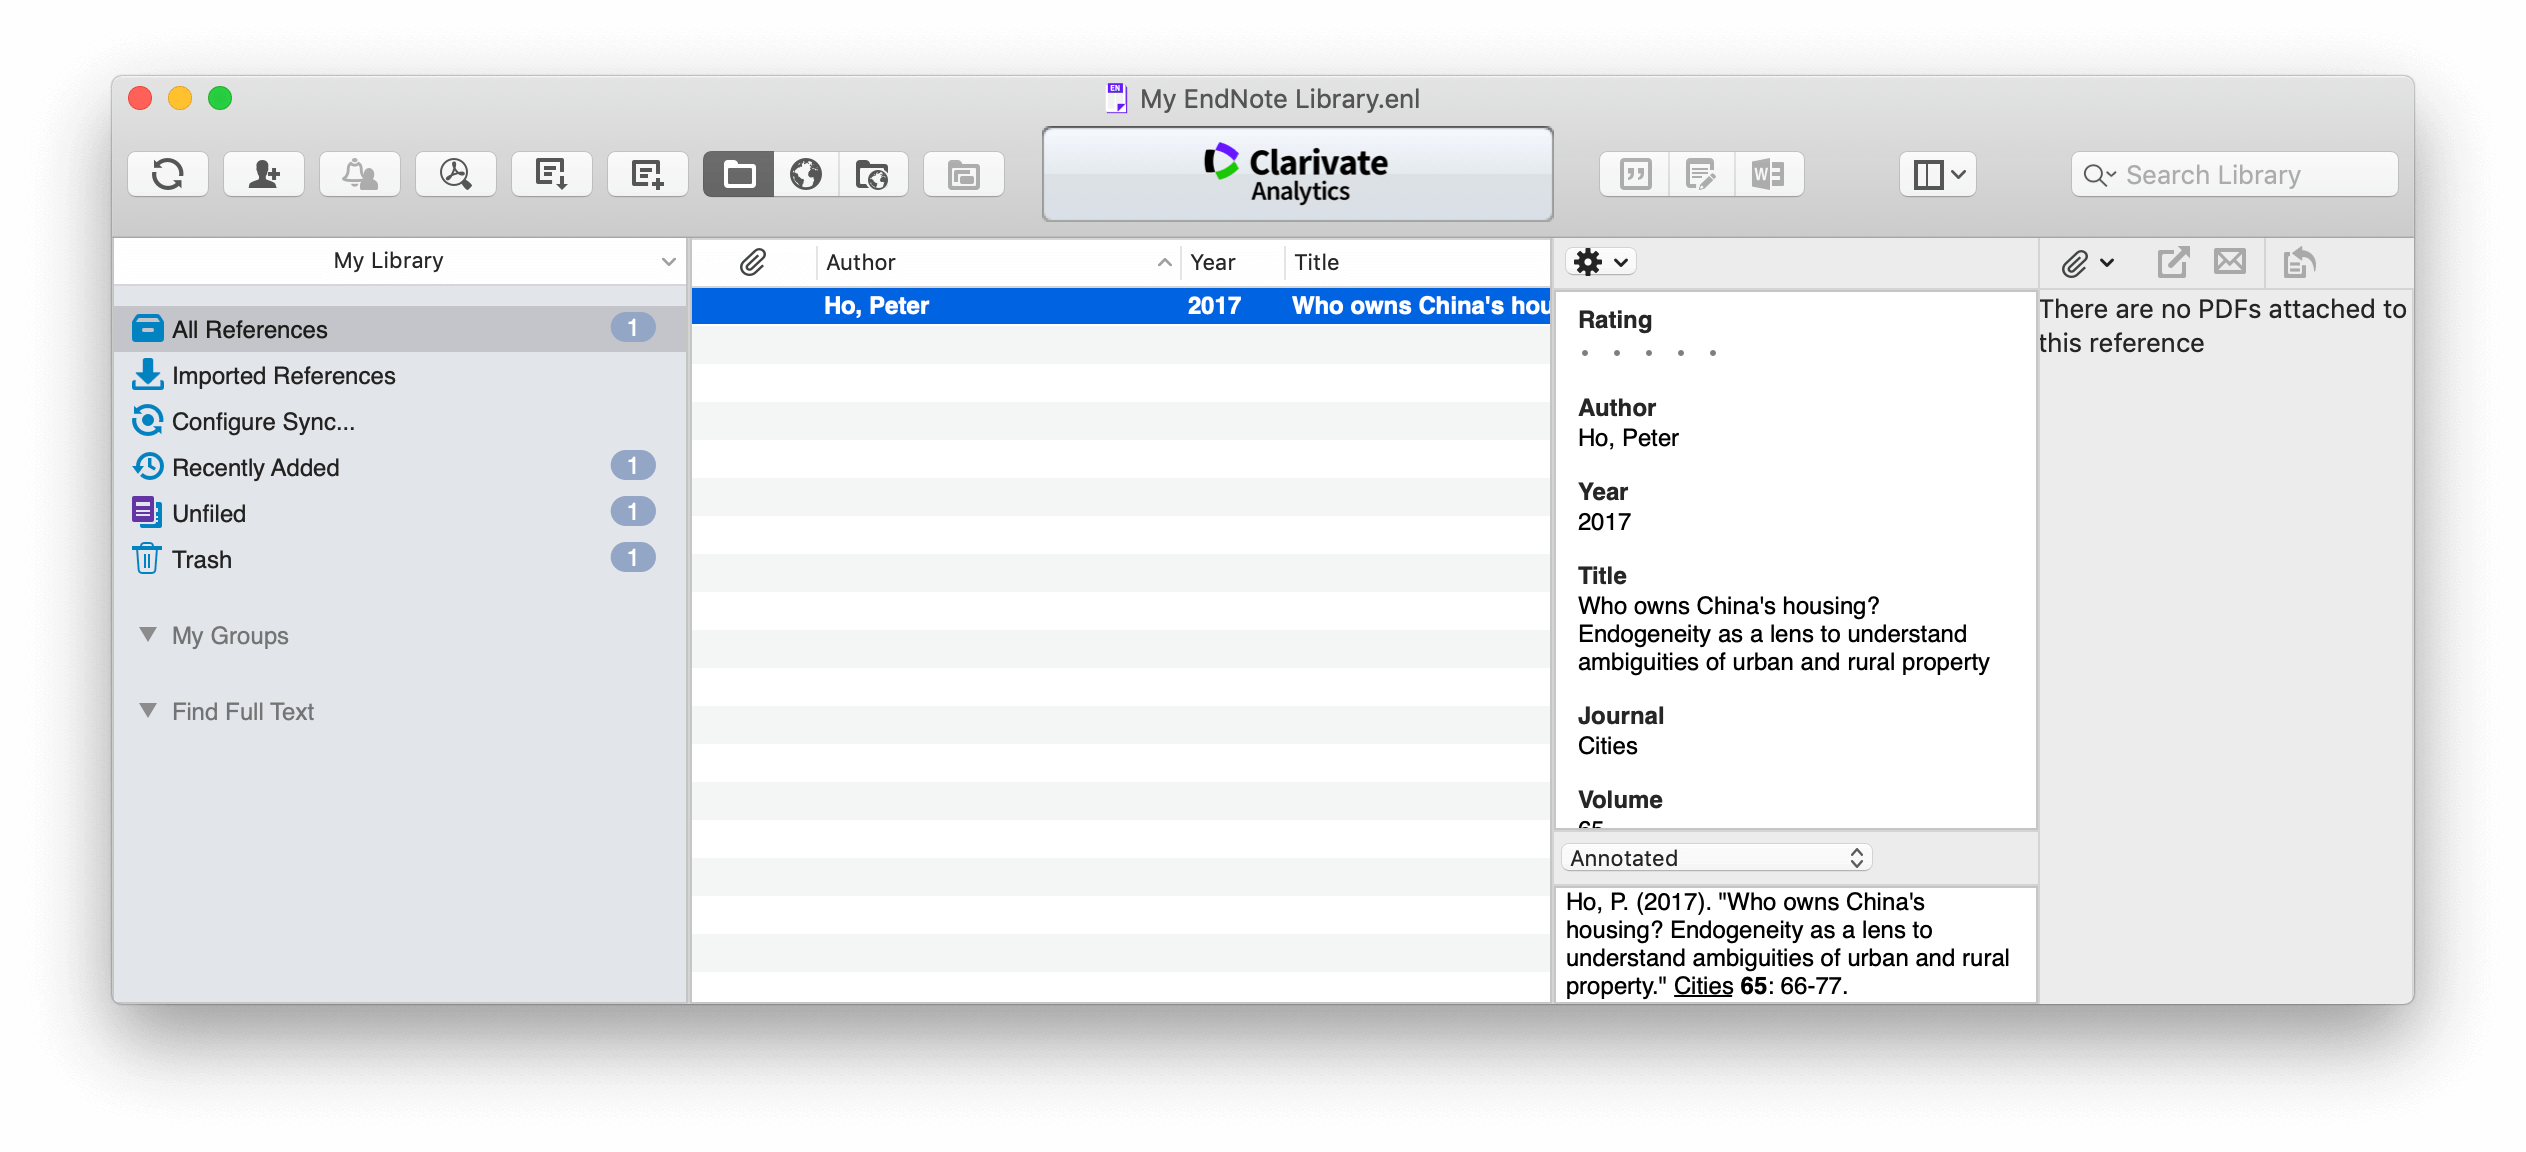 My EndNote Library.enl
Clarivate
Analytics
Search Library
My Library
All References 1
Imported References
Configure Sync...
Recently Added 1
Unfiled 1
Trash 1
My Groups
Find Full Text
Author Year Title
Ho, Peter 2017 Who owns China's hou
Rating
Author
Ho, Peter
Year
2017
Title
Who owns China's housing?
Endogeneity as a lens to understand
ambiguities of urban and rural property
Journal
Cities
Volume
65
Annotated
Ho, P. (2017). "Who owns China's
housing? Endogeneity as a lens to
understand ambiguities of urban and rural
property." Cities 65: 66-77.
There are no PDFs attached to
this reference